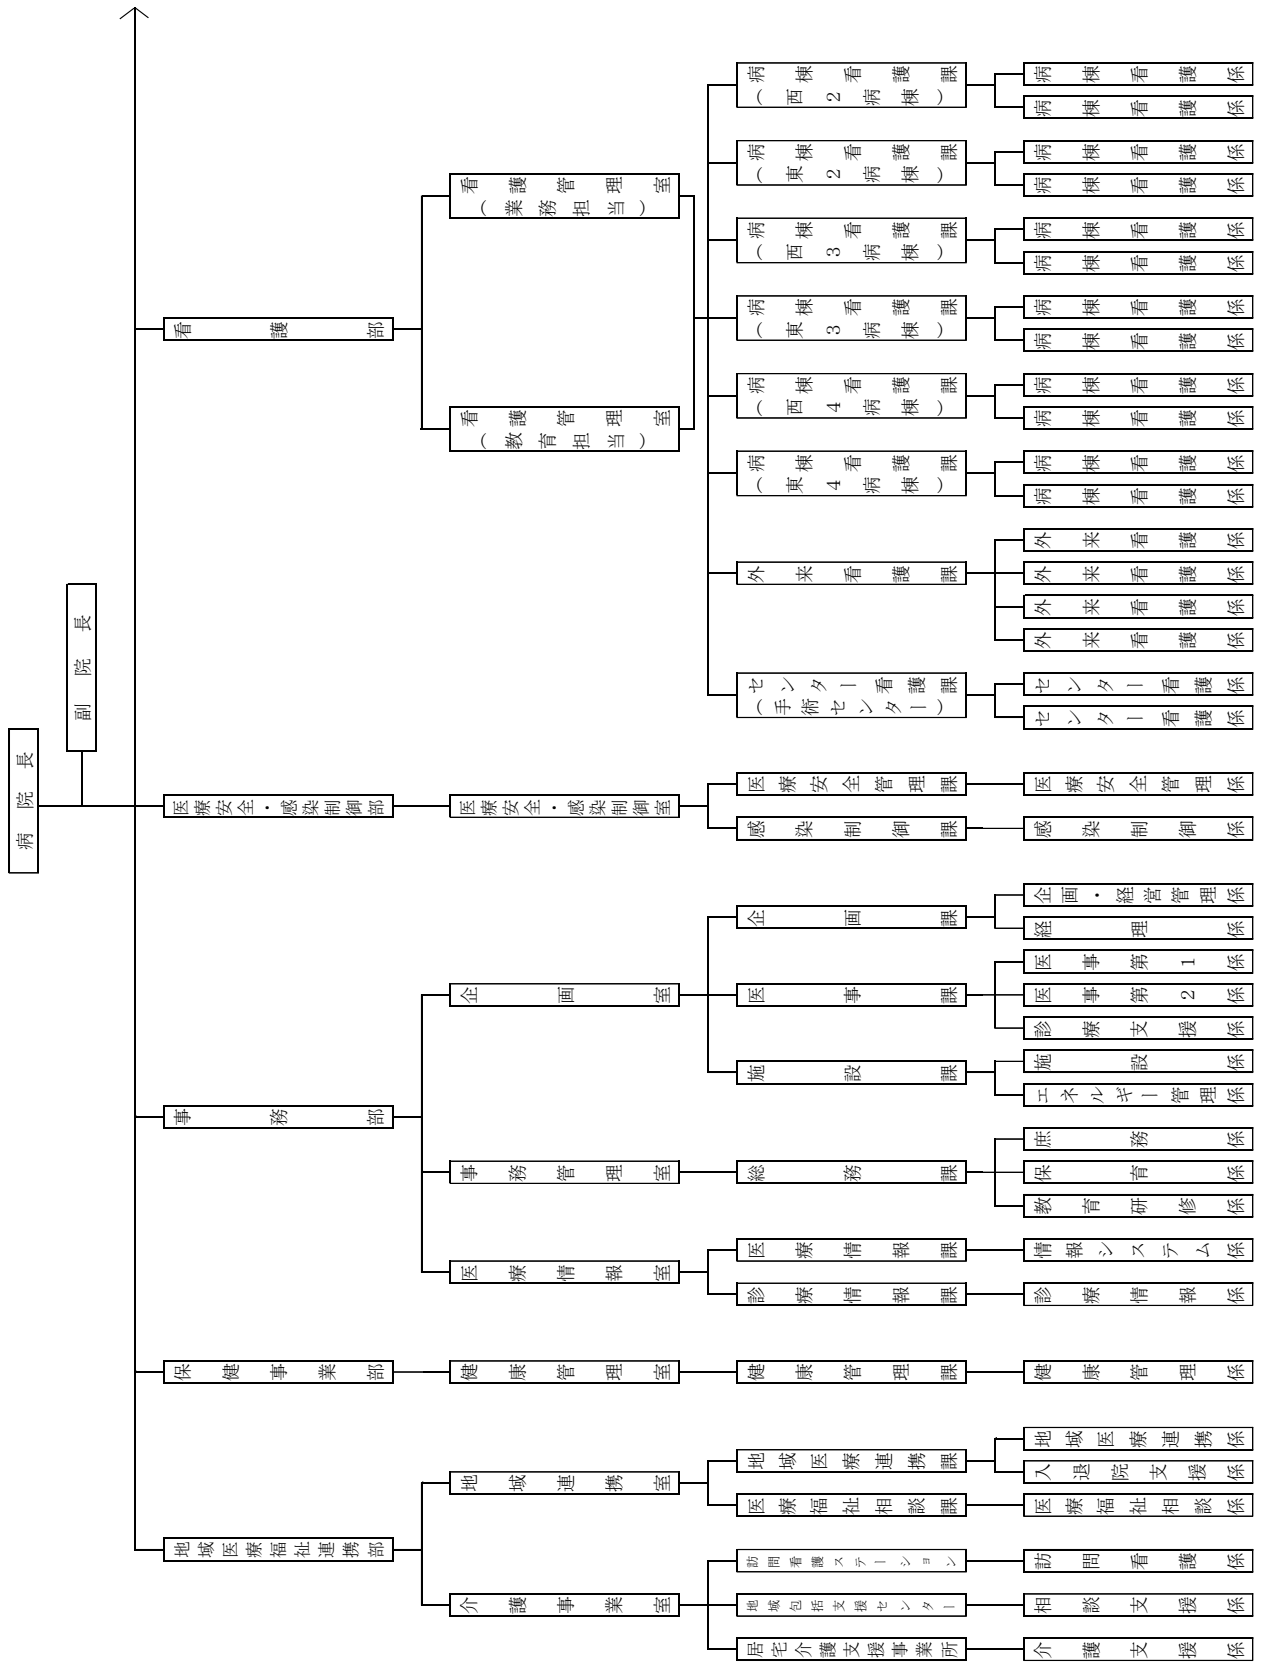 病院長
副院長
看護部
看護管理室
(業務担当)
看護管理室
(教育担当)
病棟看護課
(西2病棟)
病棟看護係
病棟看護係
病棟看護課
(東2病棟)
病棟看護係
病棟看護係
病棟看護課
(西3病棟)
病棟看護係
病棟看護係
病棟看護課
(東3病棟)
病棟看護係
病棟看護係
病棟看護課
(西4病棟)
病棟看護係
病棟看護係
病棟看護課
(東4病棟)
病棟看護係
病棟看護係
外来看護課
外来看護係
外来看護係
外来看護係
外来看護係
センター看護課
(手術センター)
センター看護係
センター看護係
医療安全・感染制御部
医療安全・感染制御室
医療安全管理課
医療安全管理係
感染制御課
感染制御係
事務部
企画室
企画課
企画・経営管理係
経理係
医事課
医事第1係
医事第2係
診療支援係
施設課
施設係
エネルギー管理係
事務管理室
総務課
庶務係
保育係
教育研修係
医療情報室
医療情報課
情報システム係
診療情報課
診療情報係
保健事業部
健康管理室
健康管理課
健康管理係
地域医療福祉連携部
地域連携室
地域医療連携課
地域医療連携係
入退院支援係
医療福祉相談課
医療福祉相談係
介護事業室
訪問看護ステーション
訪問看護係
地域包括支援センター
相談支援係
居宅介護支援事業所
介護支援係